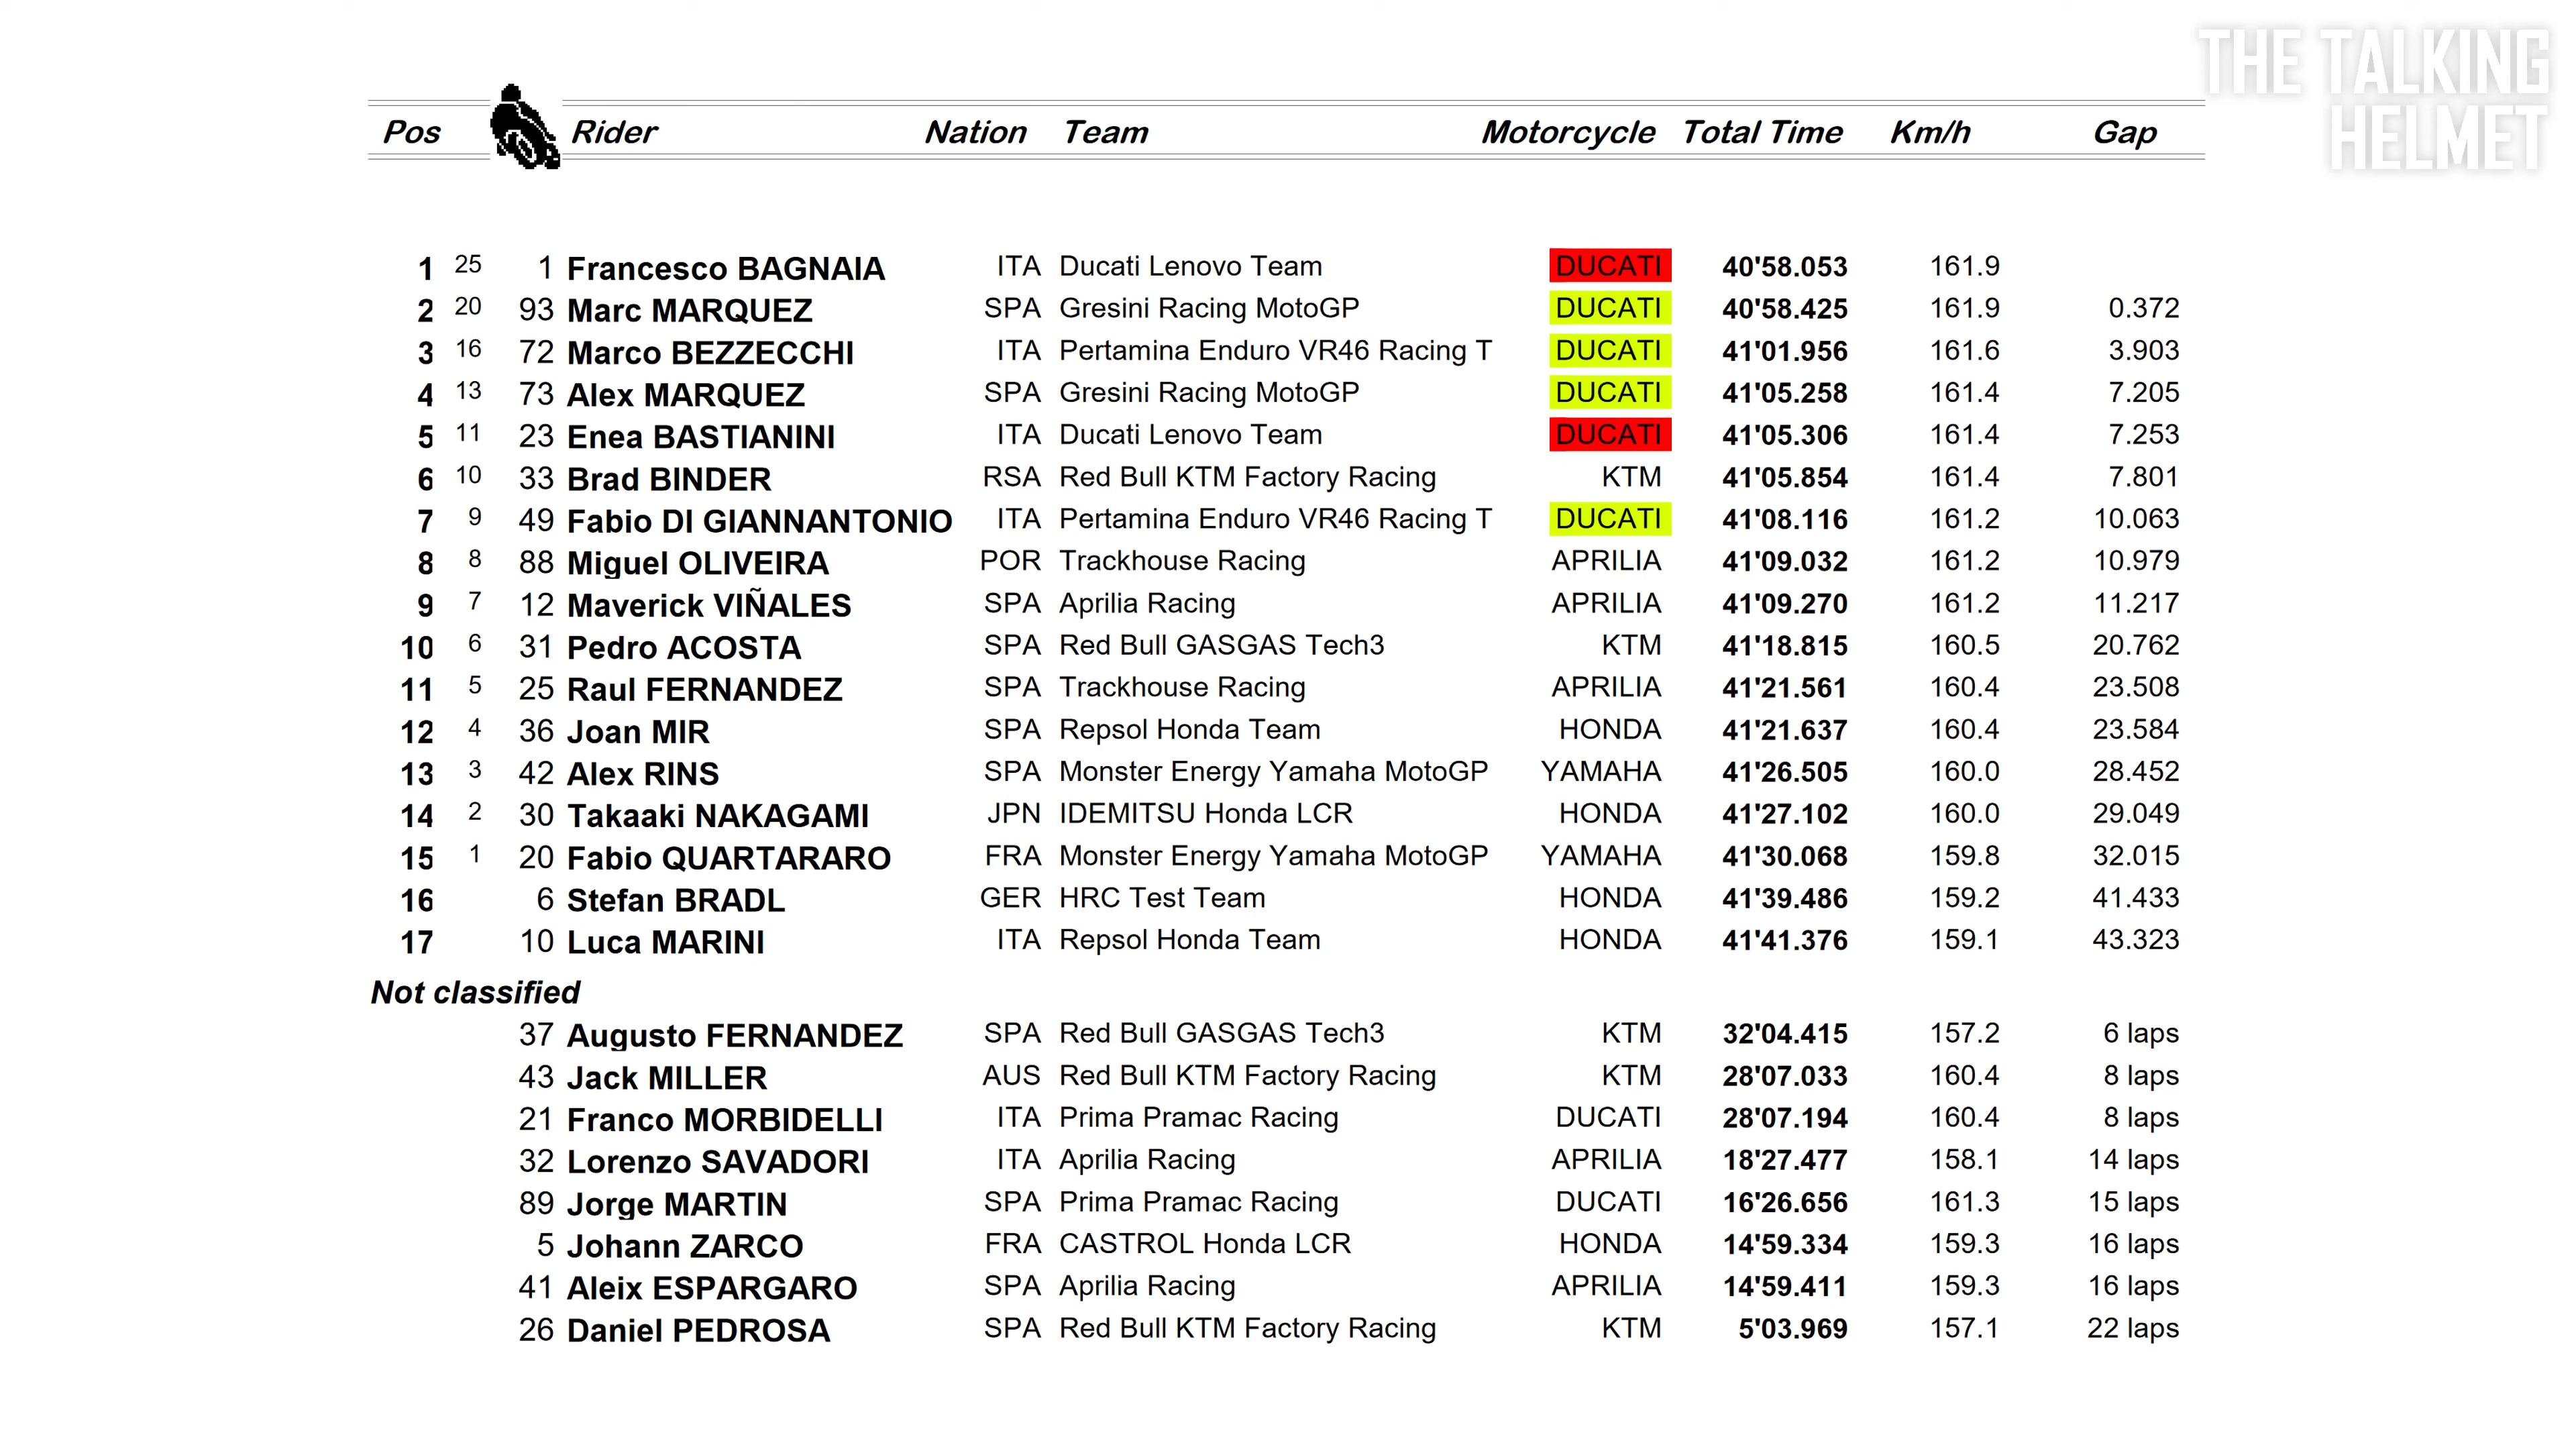 THE TALKING
HELMET
Pos Rider Nation Team Motorcycle Total Time Km/h Gap
1 25 1 Francesco BAGNAIA ITA Ducati Lenovo Team DUCATI 40'58.053 161.9
2 20 93 Marc MARQUEZ SPA Gresini Racing MotoGP DUCATI 40'58.425 161.9 0.372
3 16 72 Marco BEZZECCHI ITA Pertamina Enduro VR46 Racing T DUCATI 41'01.956 161.6 3.903
4 13 73 Alex MARQUEZ SPA Gresini Racing MotoGP DUCATI 41'05.258 161.4 7.205
5 11 23 Enea BASTIANINI ITA Ducati Lenovo Team DUCATI 41'05.306 161.4 7.253
6 10 33 Brad BINDER RSA Red Bull KTM Factory Racing KTM 41'05.854 161.4 7.801
7 9 49 Fabio DI GIANNANTONIO ITA Pertamina Enduro VR46 Racing T DUCATI 41'08.116 161.2 10.063
8 8 88 Miguel OLIVEIRA POR Trackhouse Racing APRILIA 41'09.032 161.2 10.979
9 7 12 Maverick VIÑALES SPA Aprilia Racing APRILIA 41'09.270 161.2 11.217
10 6 31 Pedro ACOSTA SPA Red Bull GASGAS Tech3 KTM 41'18.815 160.5 20.762
11 5 25 Raul FERNANDEZ SPA Trackhouse Racing APRILIA 41'21.561 160.4 23.508
12 4 36 Joan MIR SPA Repsol Honda Team HONDA 41'21.637 160.4 23.584
13 3 42 Alex RINS SPA Monster Energy Yamaha MotoGP YAMAHA 41'26.505 160.0 28.452
14 2 30 Takaaki NAKAGAMI JPN IDEMITSU Honda LCR HONDA 41'27.102 160.0 29.049
15 1 20 Fabio QUARTARARO FRA Monster Energy Yamaha MotoGP YAMAHA 41'30.068 159.8 32.015
16 6 Stefan BRADL GER HRC Test Team HONDA 41'39.486 159.2 41.433
17 10 Luca MARINI ITA Repsol Honda Team HONDA 41'41.376 159.1 43.323
Not classified
37 Augusto FERNANDEZ SPA Red Bull GASGAS Tech3 KTM 32'04.415 157.2 6 laps
43 Jack MILLER AUS Red Bull KTM Factory Racing KTM 28'07.033 160.4 8 laps
21 Franco MORBIDELLI ITA Prima Pramac Racing DUCATI 28'07.194 160.4 8 laps
32 Lorenzo SAVADORI ITA Aprilia Racing APRILIA 18'27.477 158.1 14 laps
89 Jorge MARTIN SPA Prima Pramac Racing DUCATI 16'26.656 161.3 15 laps
5 Johann ZARCO FRA CASTROL Honda LCR HONDA 14'59.334 159.3 16 laps
41 Aleix ESPARGARO SPA Aprilia Racing APRILIA 14'59.411 159.3 16 laps
26 Daniel PEDROSA SPA Red Bull KTM Factory Racing KTM 5'03.969 157.1 22 laps